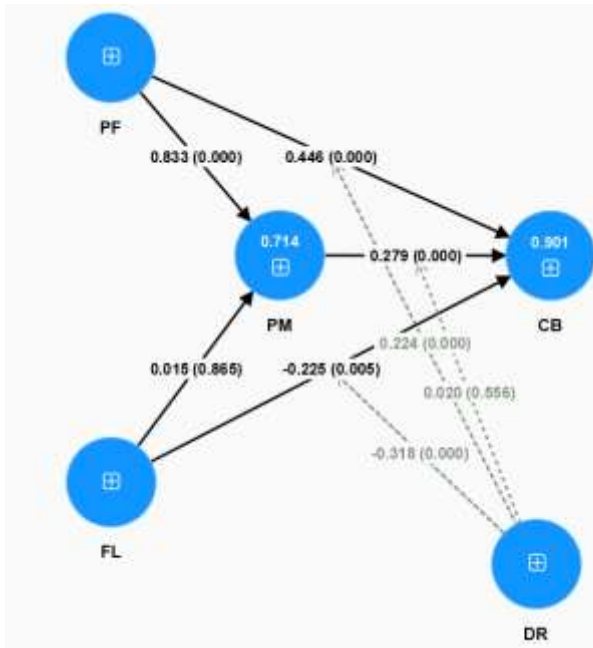 PF
0.833 (0.000)
0.446 (0.000)
0.714
0.901
0.279 (0.000)
PM
CB
0.224 (0.000)
0.015 (0.865)
-0.225 (0.005)
0.020 (0.556)
-0.318 (0.000)
FL
DR